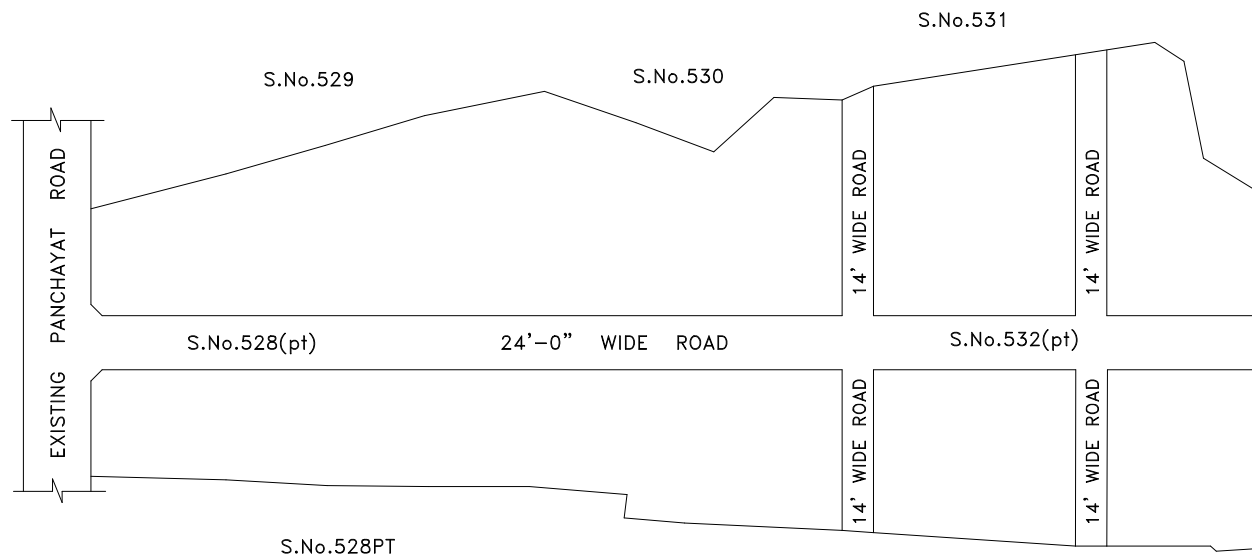 S.No.531
S.No.529
S.No.530
EXISTING PANCHAYAT ROAD
14' WIDE ROAD
14' WIDE ROAD
S.No.528(pt)
24'-0" WIDE ROAD
S.No.532(pt)
14' WIDE ROAD
14' WIDE ROAD
S.No.528PT